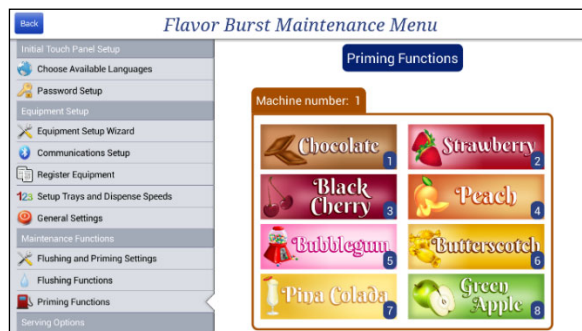 Back
Flavor Burst Maintenance Menu
Initial Touch Panel Setup
Choose Available Languages
Password Setup
Equipment Setup
Equipment Setup Wizard
Communications Setup
Register Equipment
123 Setup Trays and Dispense Speeds
General Settings
Maintenance Functions
Flushing and Priming Settings
Flushing Functions
Priming Functions
Serving Options
Priming Functions
Machine number: 1
Chocolate
1
Strawberry
2
Black
Cherry
3
Peach
4
Bubblegum
5
Butterscotch
6
Pina Colada
7
Green
Apple
8